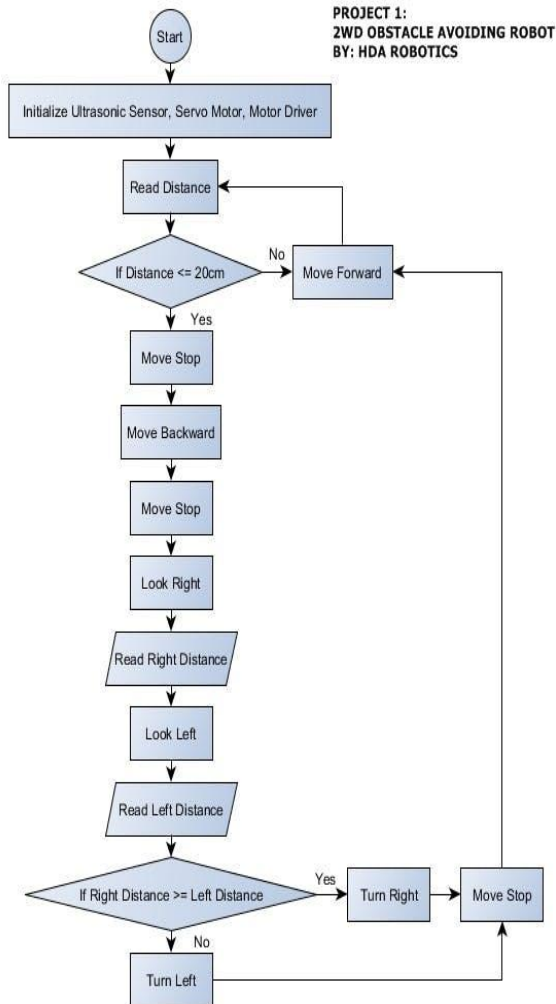 PROJECT 1:
2WD OBSTACLE AVOIDING ROBOT
BY: HDA ROBOTICS
Start
Initialize Ultrasonic Sensor, Servo Motor, Motor Driver
Read Distance
If Distance <= 20cm
No
Move Forward
Yes
Move Stop
Move Backward
Move Stop
Look Right
Read Right Distance
Look Left
Read Left Distance
If Right Distance >= Left Distance
Yes
Turn Right
Move Stop
No
Turn Left